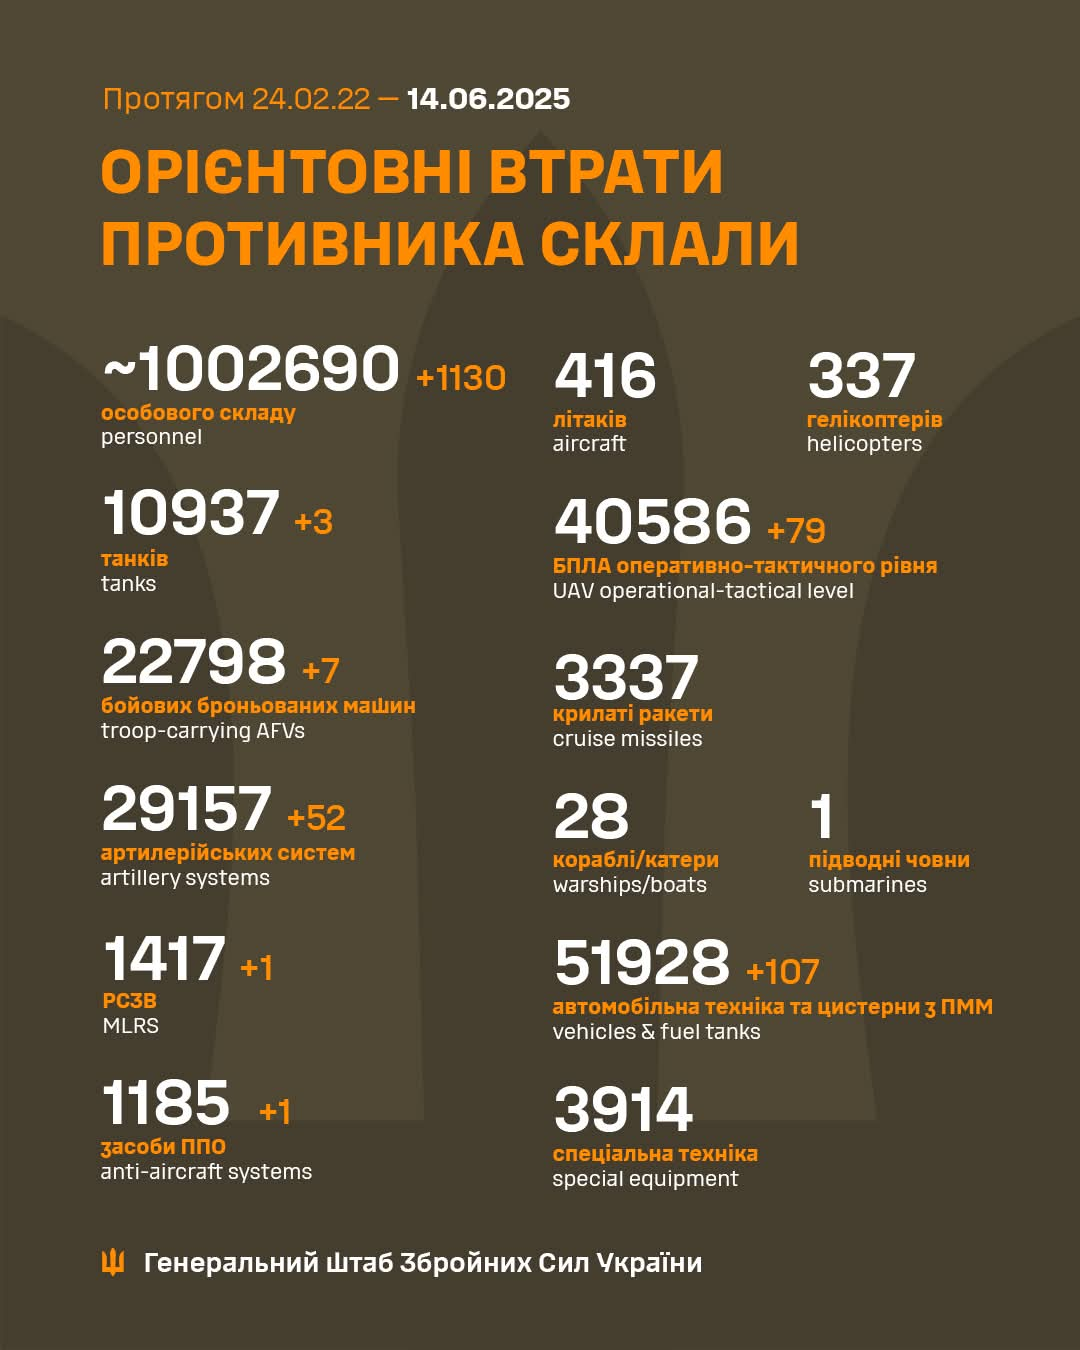 Протягом 24.02.22 – 14.06.2025
ОРІЄНТОВНІ ВТРАТИ
ПРОТИВНИКА СКЛАЛИ
~1002690 +1130
особового складу
personnel
10937 +3
танків
tanks
22798 +7
бойових броньованих машин
troop-carrying AFVs
29157 +52
артилерійських систем
artillery systems
1417 +1
РСЗВ
MLRS
1185 +1
засоби ППО
anti-aircraft systems
416
літаків
aircraft
337
гелікоптерів
helicopters
40586 +79
БПЛА оперативно-тактичного рівня
UAV operational-tactical level
3337
крилаті ракети
cruise missiles
28
кораблі/катери
warships/boats
1
підводні човни
submarines
51928 +107
автомобільна техніка та цистерни з ПММ
vehicles & fuel tanks
3914
спеціальна техніка
special equipment
Генеральний штаб Збройних Сил України